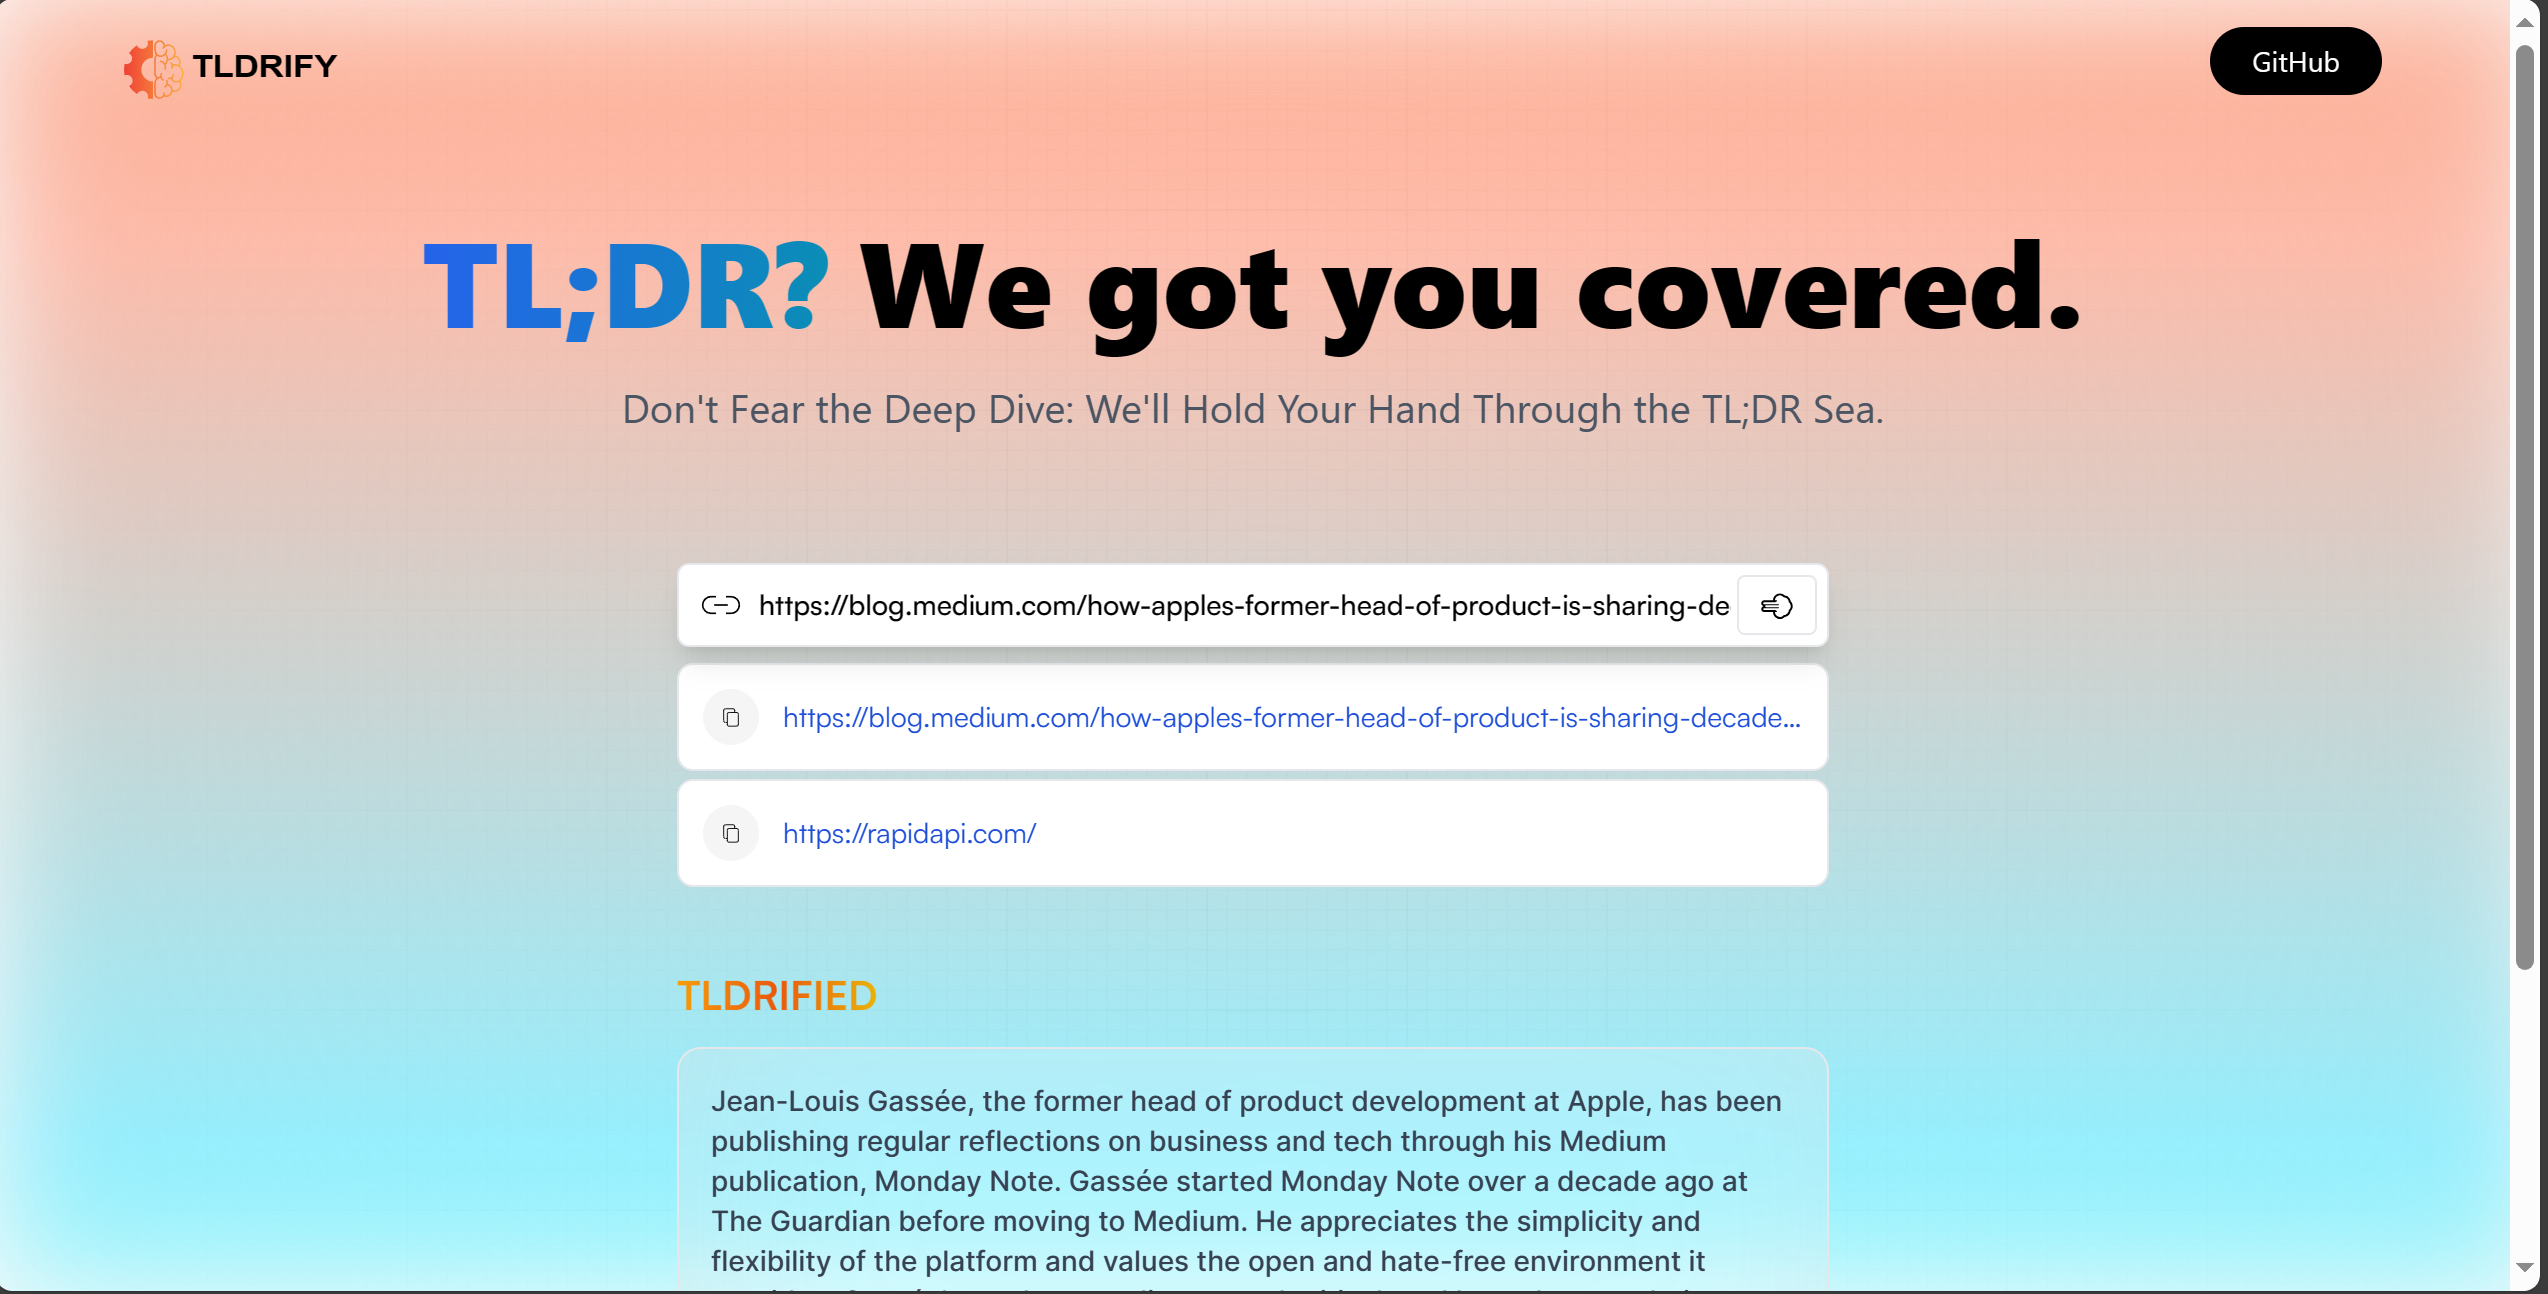 TLDRIFY
GitHub
TL;DR? We got you covered.
Don't Fear the Deep Dive: We'll Hold Your Hand Through the TL;DR Sea.
https://blog.medium.com/how-apples-former-head-of-product-is-sharing-de
https://blog.medium.com/how-apples-former-head-of-product-is-sharing-decade...
https://rapidapi.com/
TLDRIFIED
Jean-Louis Gassée, the former head of product development at Apple, has been
publishing regular reflections on business and tech through his Medium
publication, Monday Note. Gassée started Monday Note over a decade ago at
The Guardian before moving to Medium. He appreciates the simplicity and
flexibility of the platform and values the open and hate-free environment it